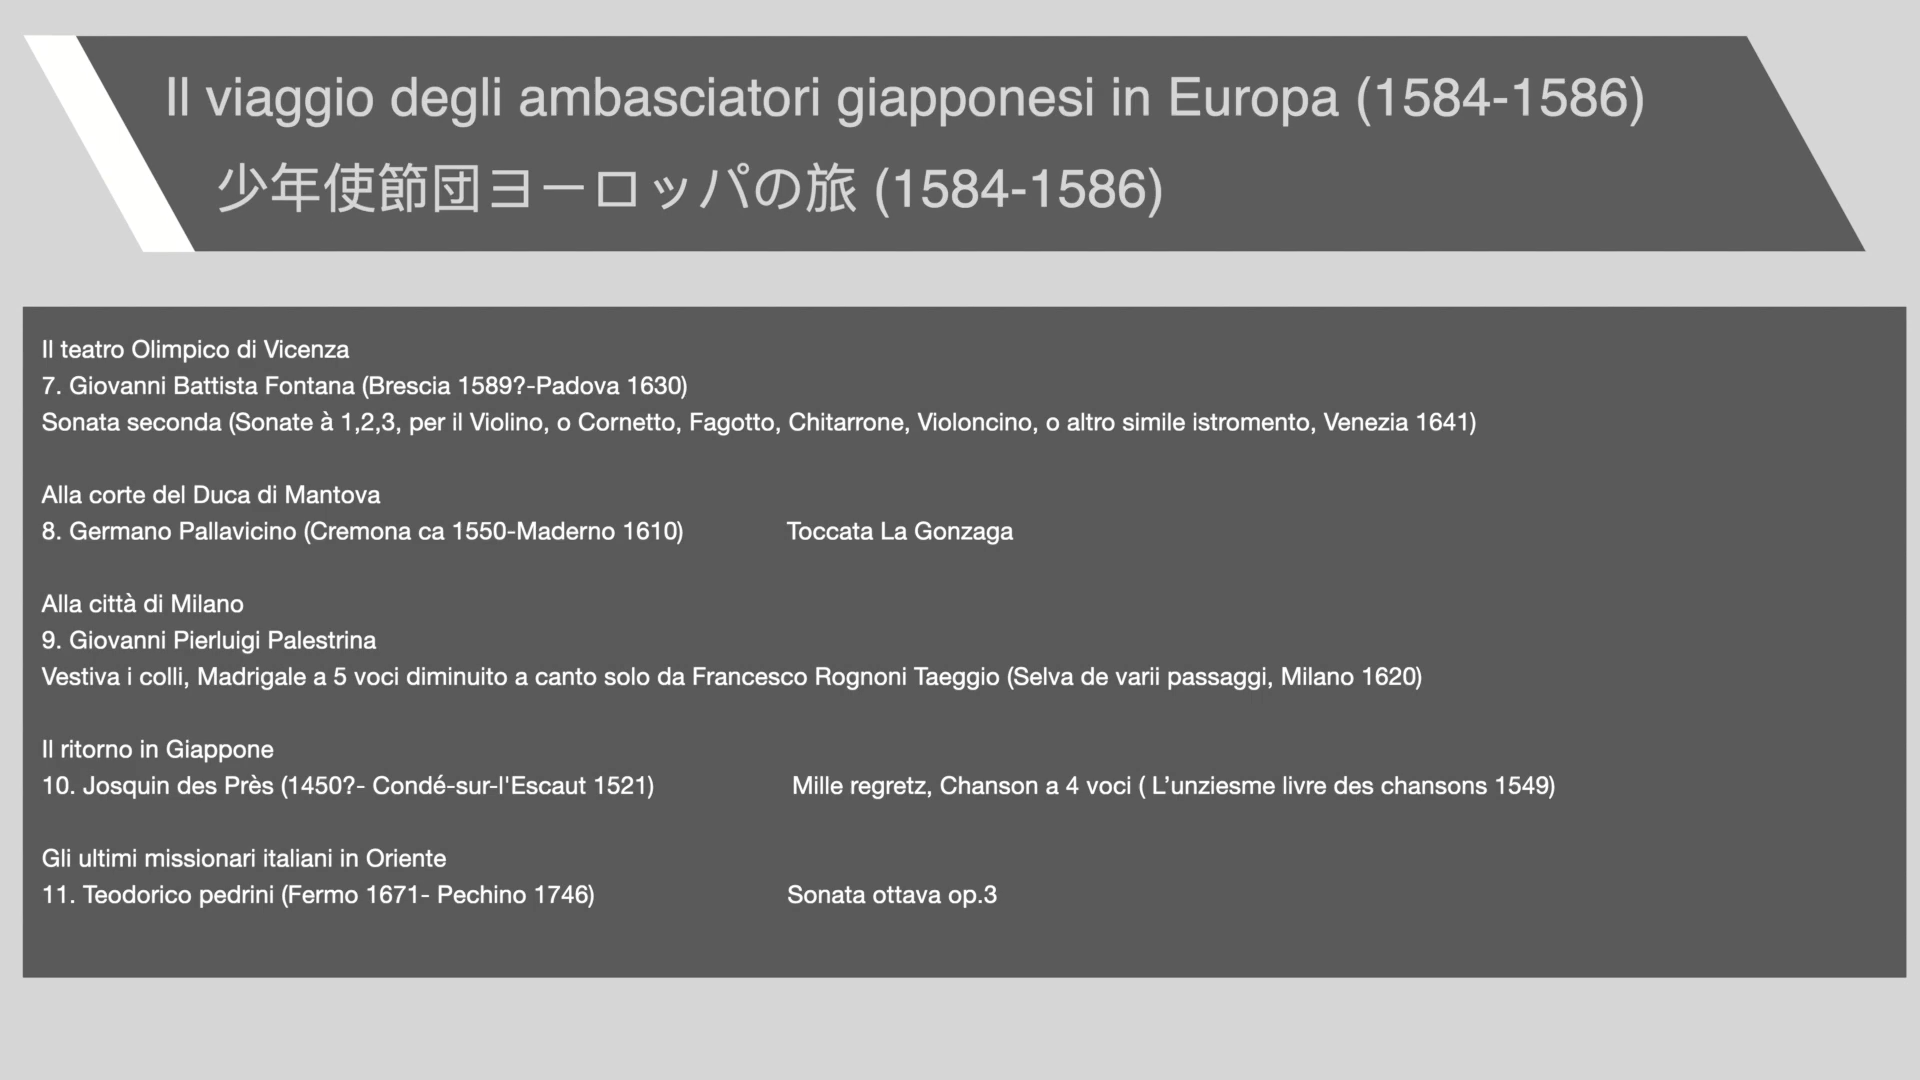 Il viaggio degli ambasciatori giapponesi in Europa (1584-1586)
少年使節団ヨーロッパの旅 (1584-1586)
Il teatro Olimpico di Vicenza
7. Giovanni Battista Fontana (Brescia 1589?-Padova 1630)
Sonata seconda (Sonate à 1,2,3, per il Violino, o Cornetto, Fagotto, Chitarrone, Violoncino, o altro simile istromento, Venezia 1641)
Alla corte del Duca di Mantova
8. Germano Pallavicino (Cremona ca 1550-Maderno 1610) Toccata La Gonzaga
Alla città di Milano
9. Giovanni Pierluigi Palestrina
Vestiva i colli, Madrigale a 5 voci diminuito a canto solo da Francesco Rognoni Taeggio (Selva de varii passaggi, Milano 1620)
Il ritorno in Giappone
10. Josquin des Près (1450?- Condé-sur-l'Escaut 1521) Mille regretz, Chanson a 4 voci ( L’unziesme livre des chansons 1549)
Gli ultimi missionari italiani in Oriente
11. Teodorico pedrini (Fermo 1671- Pechino 1746) Sonata ottava op.3